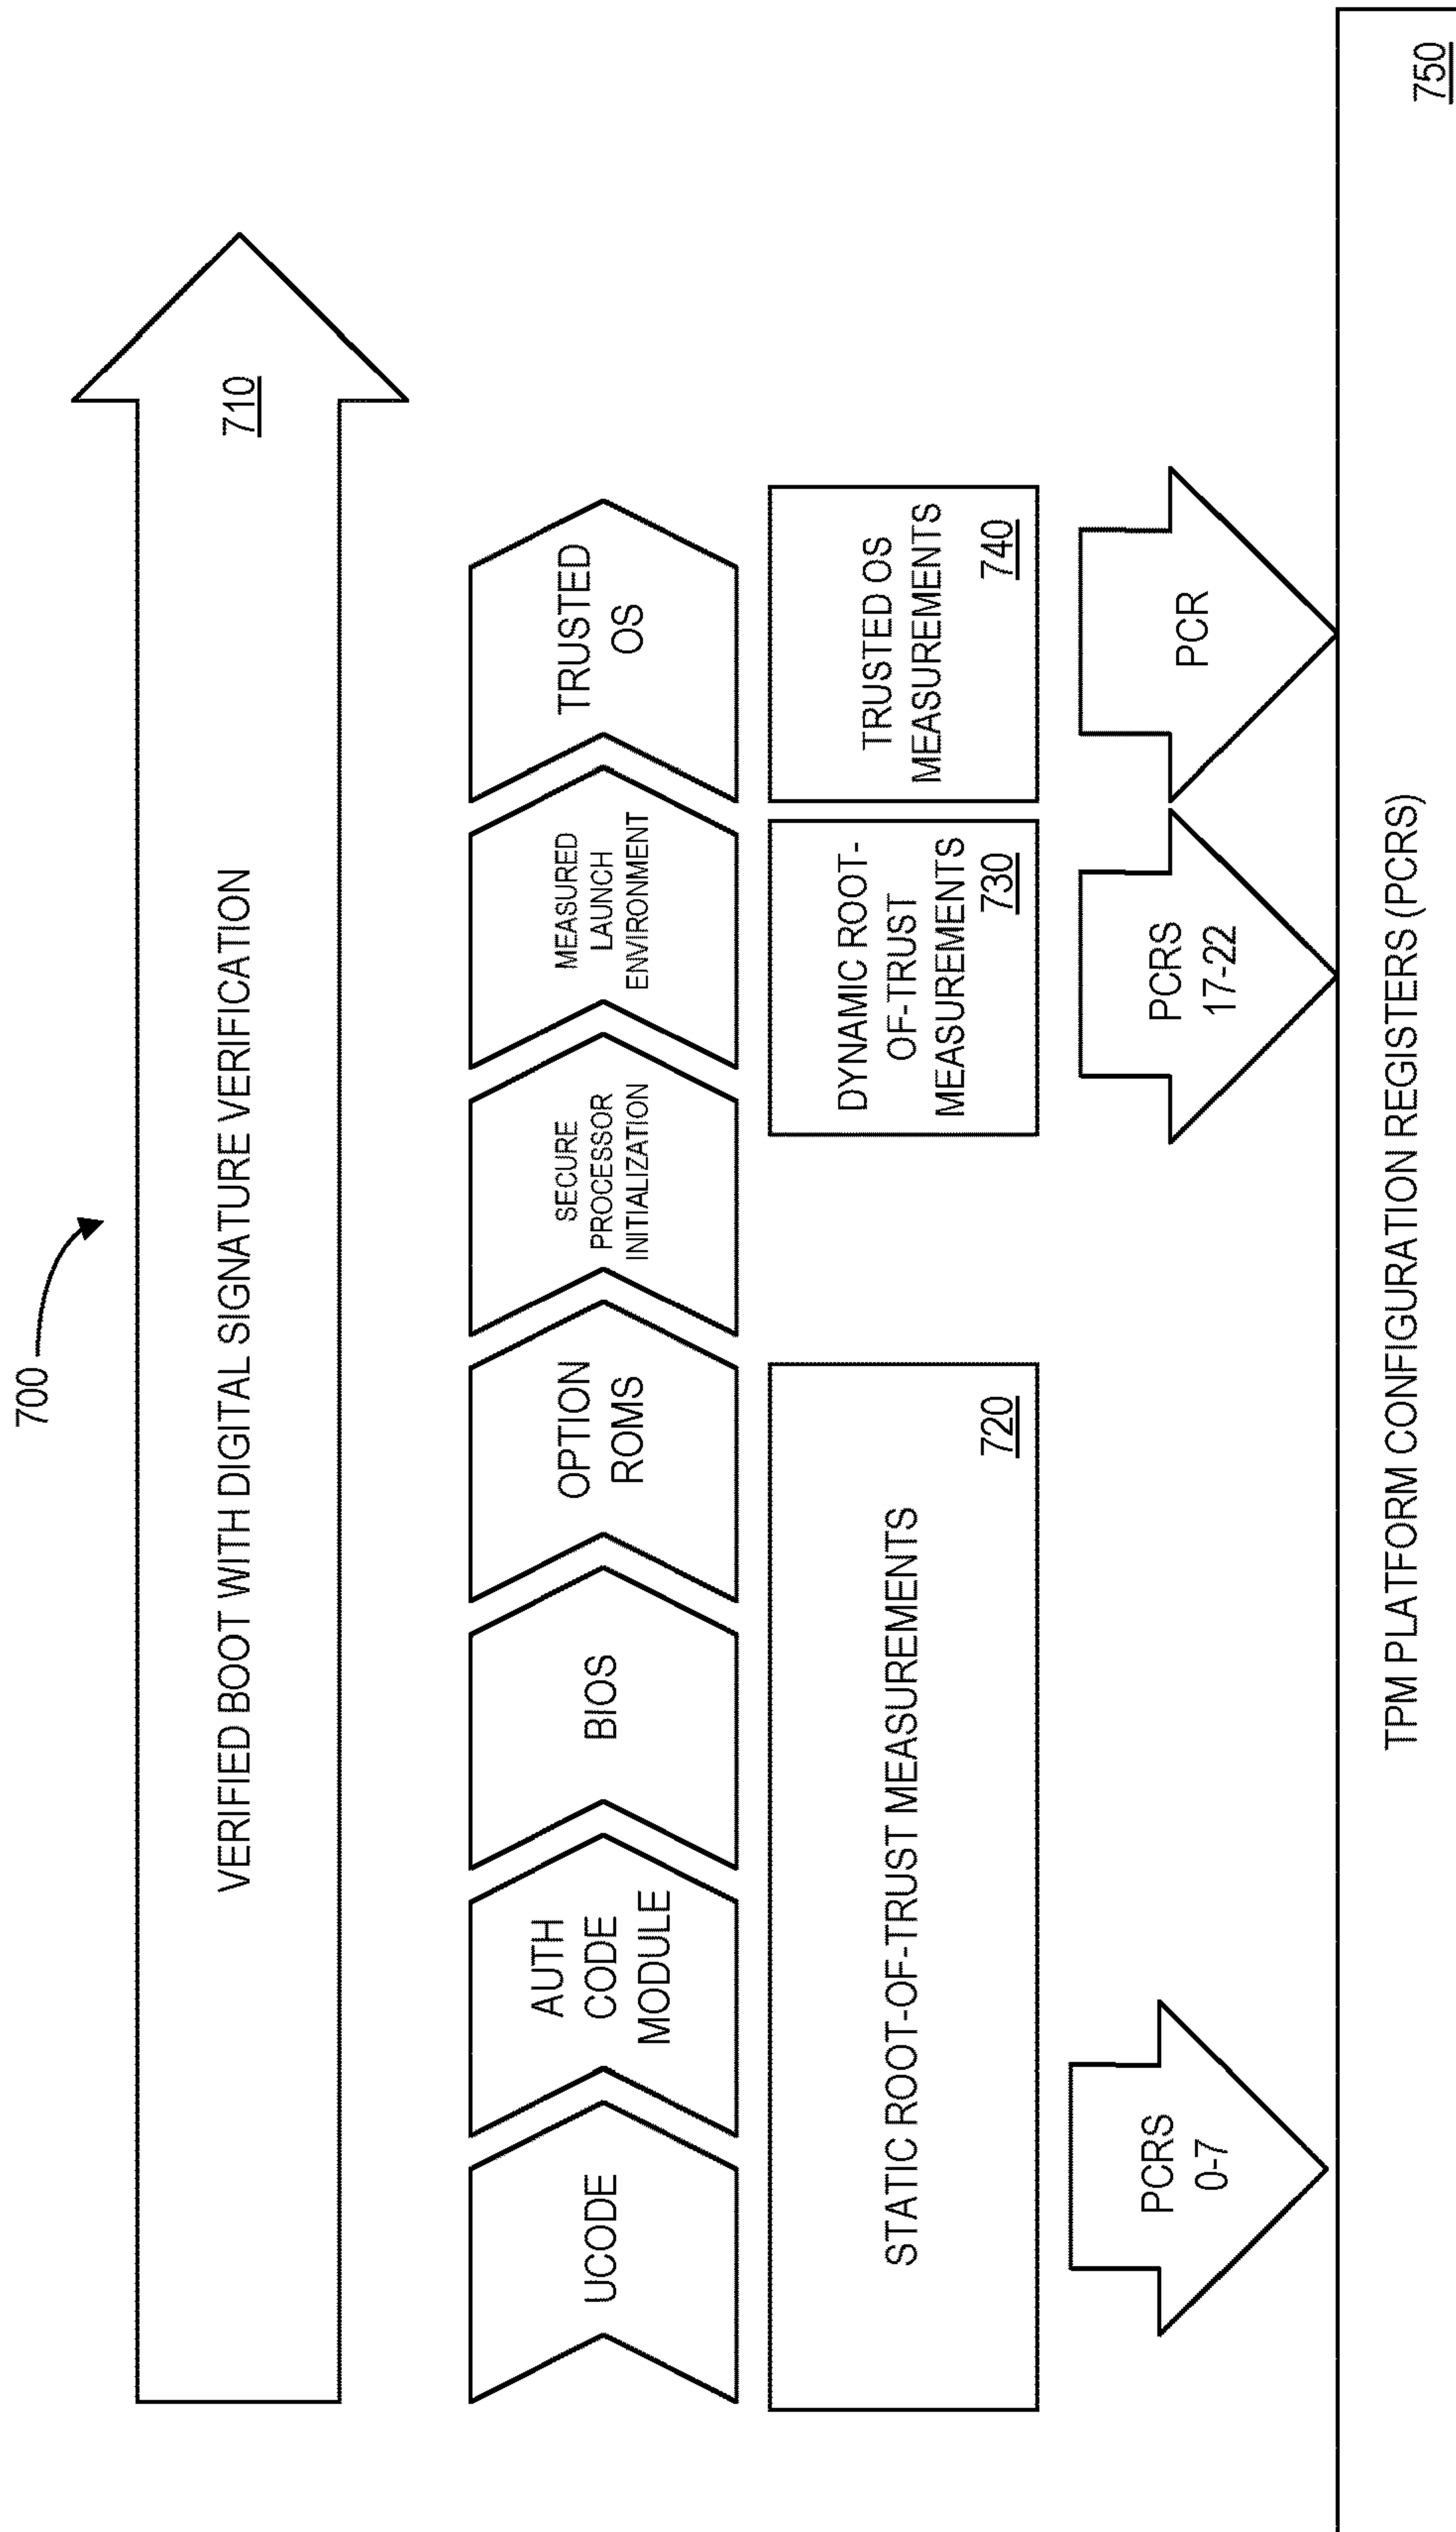 700
VERIFIED BOOT WITH DIGITAL SIGNATURE VERIFICATION
710
UCODE
AUTH
CODE
MODULE
BIOS
OPTION
ROMS
SECURE
PROCESSOR
INITIALIZATION
MEASURED
LAUNCH
ENVIRONMENT
TRUSTED
OS
STATIC ROOT-OF-TRUST MEASUREMENTS
720
DYNAMIC ROOT-
OF-TRUST
MEASUREMENTS
730
TRUSTED OS
MEASUREMENTS
740
PCRS
0-7
PCRS
17-22
PCR
TPM PLATFORM CONFIGURATION REGISTERS (PCRS)
750